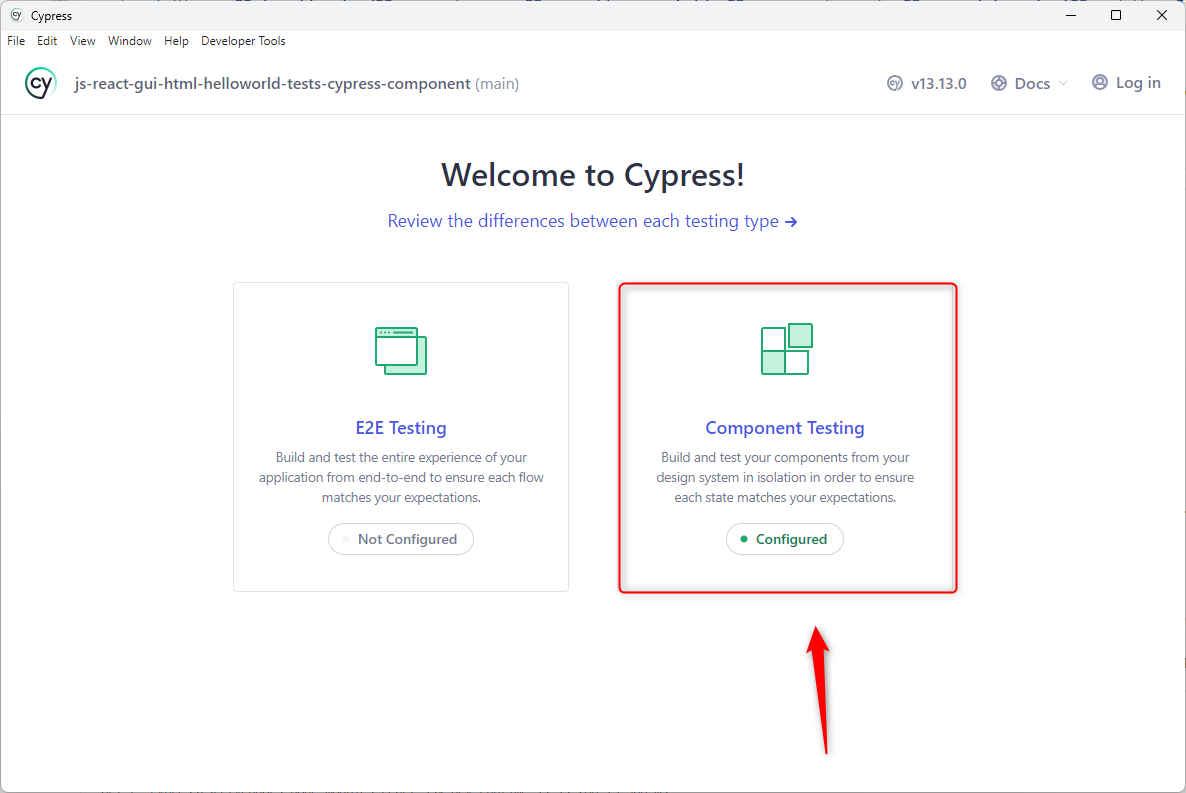 Cypress
File Edit View Window Help Developer Tools
cy js-react-gui-html-helloworld-tests-cypress-component (main) v13.13.0 Docs Log in
Welcome to Cypress!
Review the differences between each testing type →
E2E Testing
Build and test the entire experience of your
application from end-to-end to ensure each flow
matches your expectations.
Not Configured
Component Testing
Build and test your components from your
design system in isolation in order to ensure
each state matches your expectations.
Configured